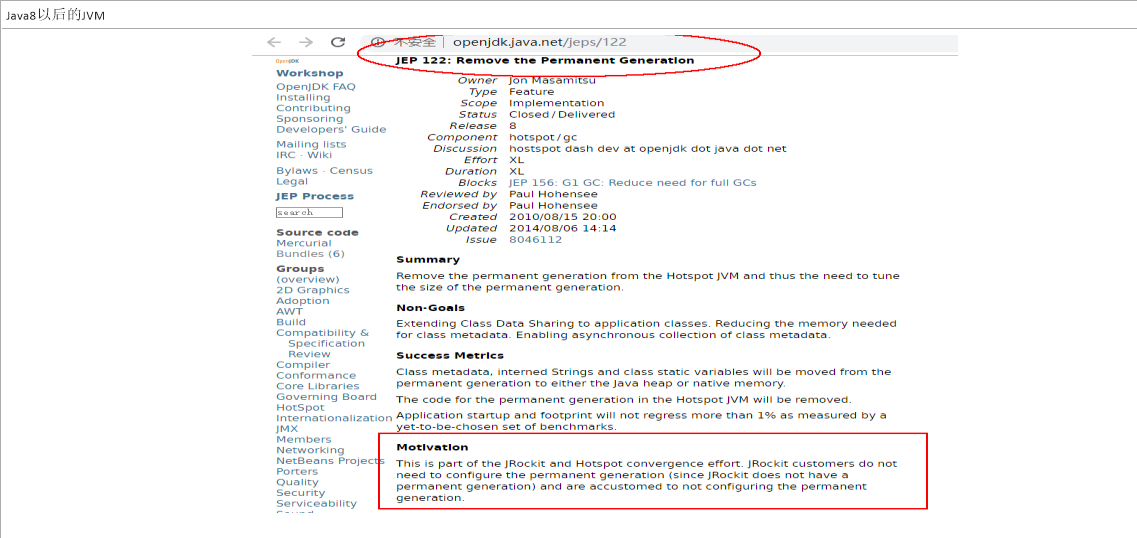 Java8以后的JVM
不安全 | openjdk.java.net/jeps/122
OpenJDK
Workshop
OpenJDK FAQ
Installing
Contributing
Sponsoring
Developers' Guide
Mailing lists
IRC · Wiki
Bylaws · Census
Legal
JEP Process
search
Source code
Mercurial
Bundles (6)
Groups
(overview)
2D Graphics
Adoption
AWT
Build
Compatibility &
Specification
Review
Compiler
Conformance
Core Libraries
Governing Board
HotSpot
Internationalization
JMX
Members
Networking
NetBeans Projects
Porters
Quality
Security
Serviceability
Sound
JEP 122: Remove the Permanent Generation
Owner Jon Masamitsu
Type Feature
Scope Implementation
Status Closed / Delivered
Release 8
Component hotspot / gc
Discussion hostspot dash dev at openjdk dot java dot net
Effort XL
Duration XL
Blocks JEP 156: G1 GC: Reduce need for full GCs
Reviewed by Paul Hohensee
Endorsed by Paul Hohensee
Created 2010/08/15 20:00
Updated 2014/08/06 14:14
Issue 8046112
Summary
Remove the permanent generation from the Hotspot JVM and thus the need to tune
the size of the permanent generation.
Non-Goals
Extending Class Data Sharing to application classes. Reducing the memory needed
for class metadata. Enabling asynchronous collection of class metadata.
Success Metrics
Class metadata, interned Strings and class static variables will be moved from the
permanent generation to either the Java heap or native memory.
The code for the permanent generation in the Hotspot JVM will be removed.
Application startup and footprint will not regress more than 1% as measured by a
yet-to-be-chosen set of benchmarks.
Motivation
This is part of the JRockit and Hotspot convergence effort. JRockit customers do not
need to configure the permanent generation (since JRockit does not have a
permanent generation) and are accustomed to not configuring the permanent
generation.